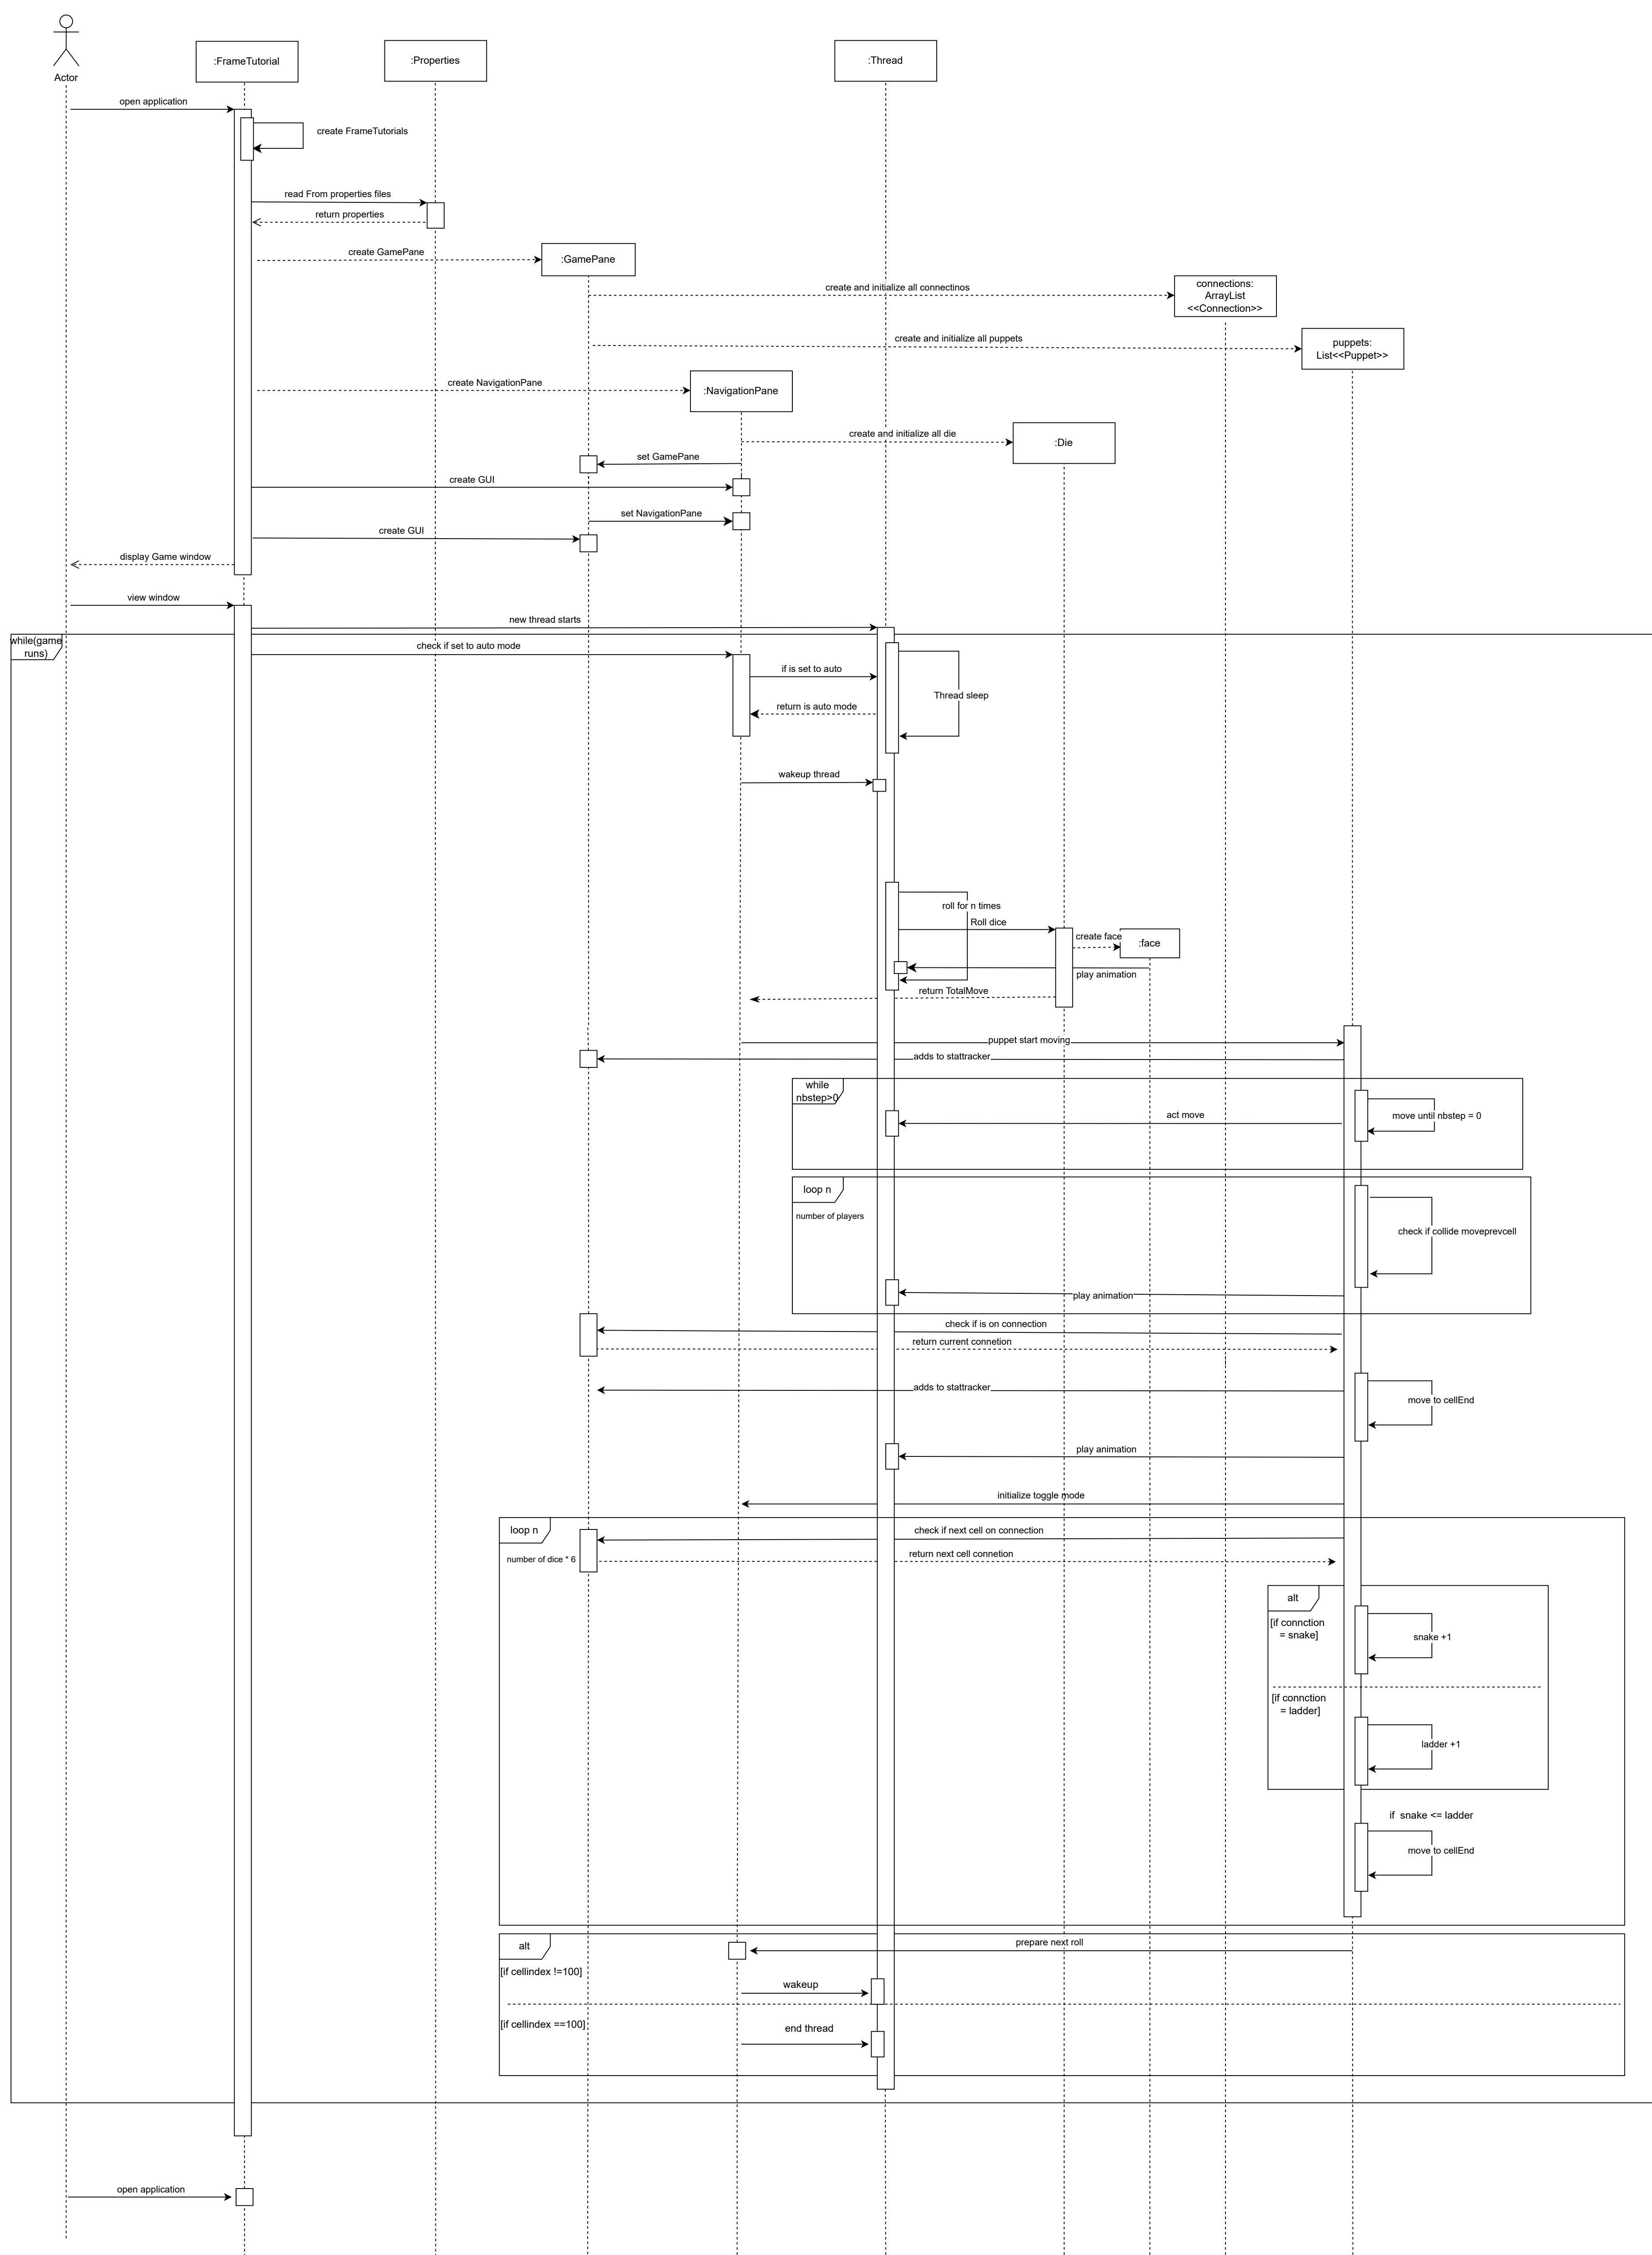 Actor
:FrameTutorial
:Properties
:Thread
open application
create FrameTutorials
read From properties files
return properties
create GamePane
:GamePane
create and initialize all connectinos
connections:
ArrayList
<<Connection>>
create and initialize all puppets
puppets:
List<<Puppet>>
create NavigationPane
:NavigationPane
create and initialize all die
:Die
set GamePane
create GUI
set NavigationPane
create GUI
display Game window
view window
new thread starts
while(game
runs)
check if set to auto mode
if is set to auto
Thread sleep
return is auto mode
wakeup thread
roll for n times
Roll dice
create face
:face
play animation
return TotalMove
puppet start moving
adds to stattracker
while
nbstep>0
act move
move until nbstep = 0
loop n
number of players
check if collide moveprevcell
play animation
check if is on connection
return current connetion
adds to stattracker
move to cellEnd
play animation
initialize toggle mode
loop n
number of dice * 6
check if next cell on connection
return next cell connetion
alt
[if connction
= snake]
snake +1
[if connction
= ladder]
ladder +1
if snake <= ladder
move to cellEnd
alt
prepare next roll
[if cellindex !=100]
wakeup
[if cellindex ==100]
end thread
open application